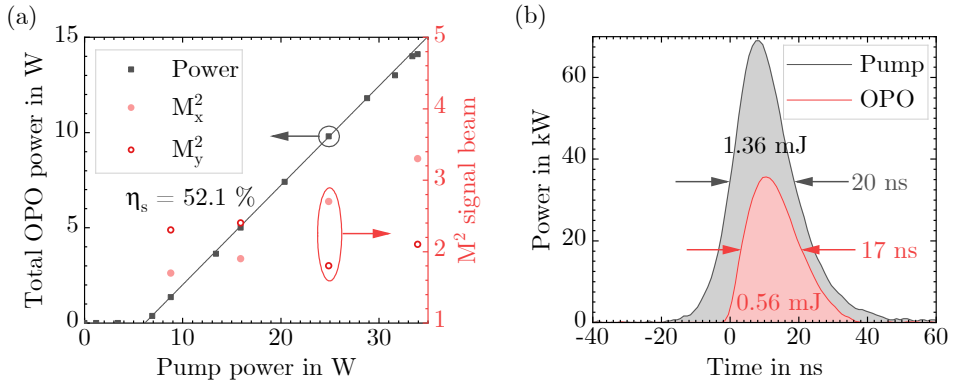 (a)
Total OPO power in W
15
10
5
0
Power
M²ₓ
M²ᵧ
ηₛ = 52.1 %
0 10 20 30
Pump power in W
5
4
3
2
1
M² signal beam
(b)
Power in kW
60
40
20
0
Pump
OPO
1.36 mJ
20 ns
17 ns
0.56 mJ
-40 -20 0 20 40 60
Time in ns